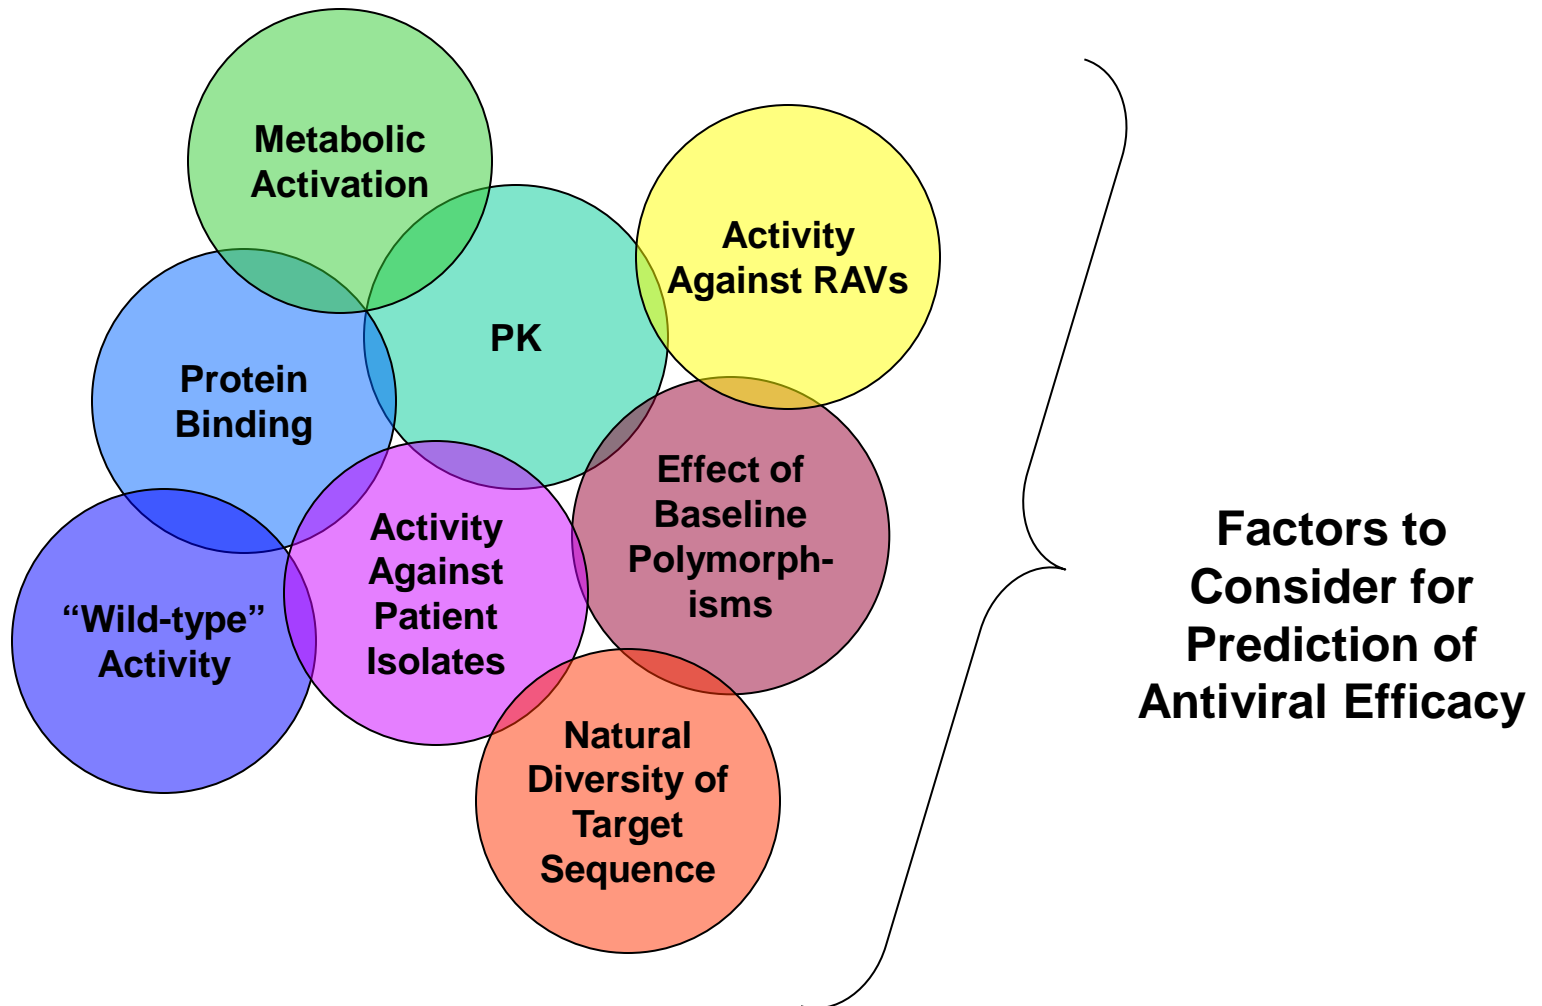 Metabolic
Activation
Activity
Against RAVs
PK
Protein
Binding
Effect of
Baseline
Polymorph-
isms
Activity
Against
Patient
Isolates
“Wild-type”
Activity
Natural
Diversity of
Target
Sequence
Factors to
Consider for
Prediction of
Antiviral Efficacy